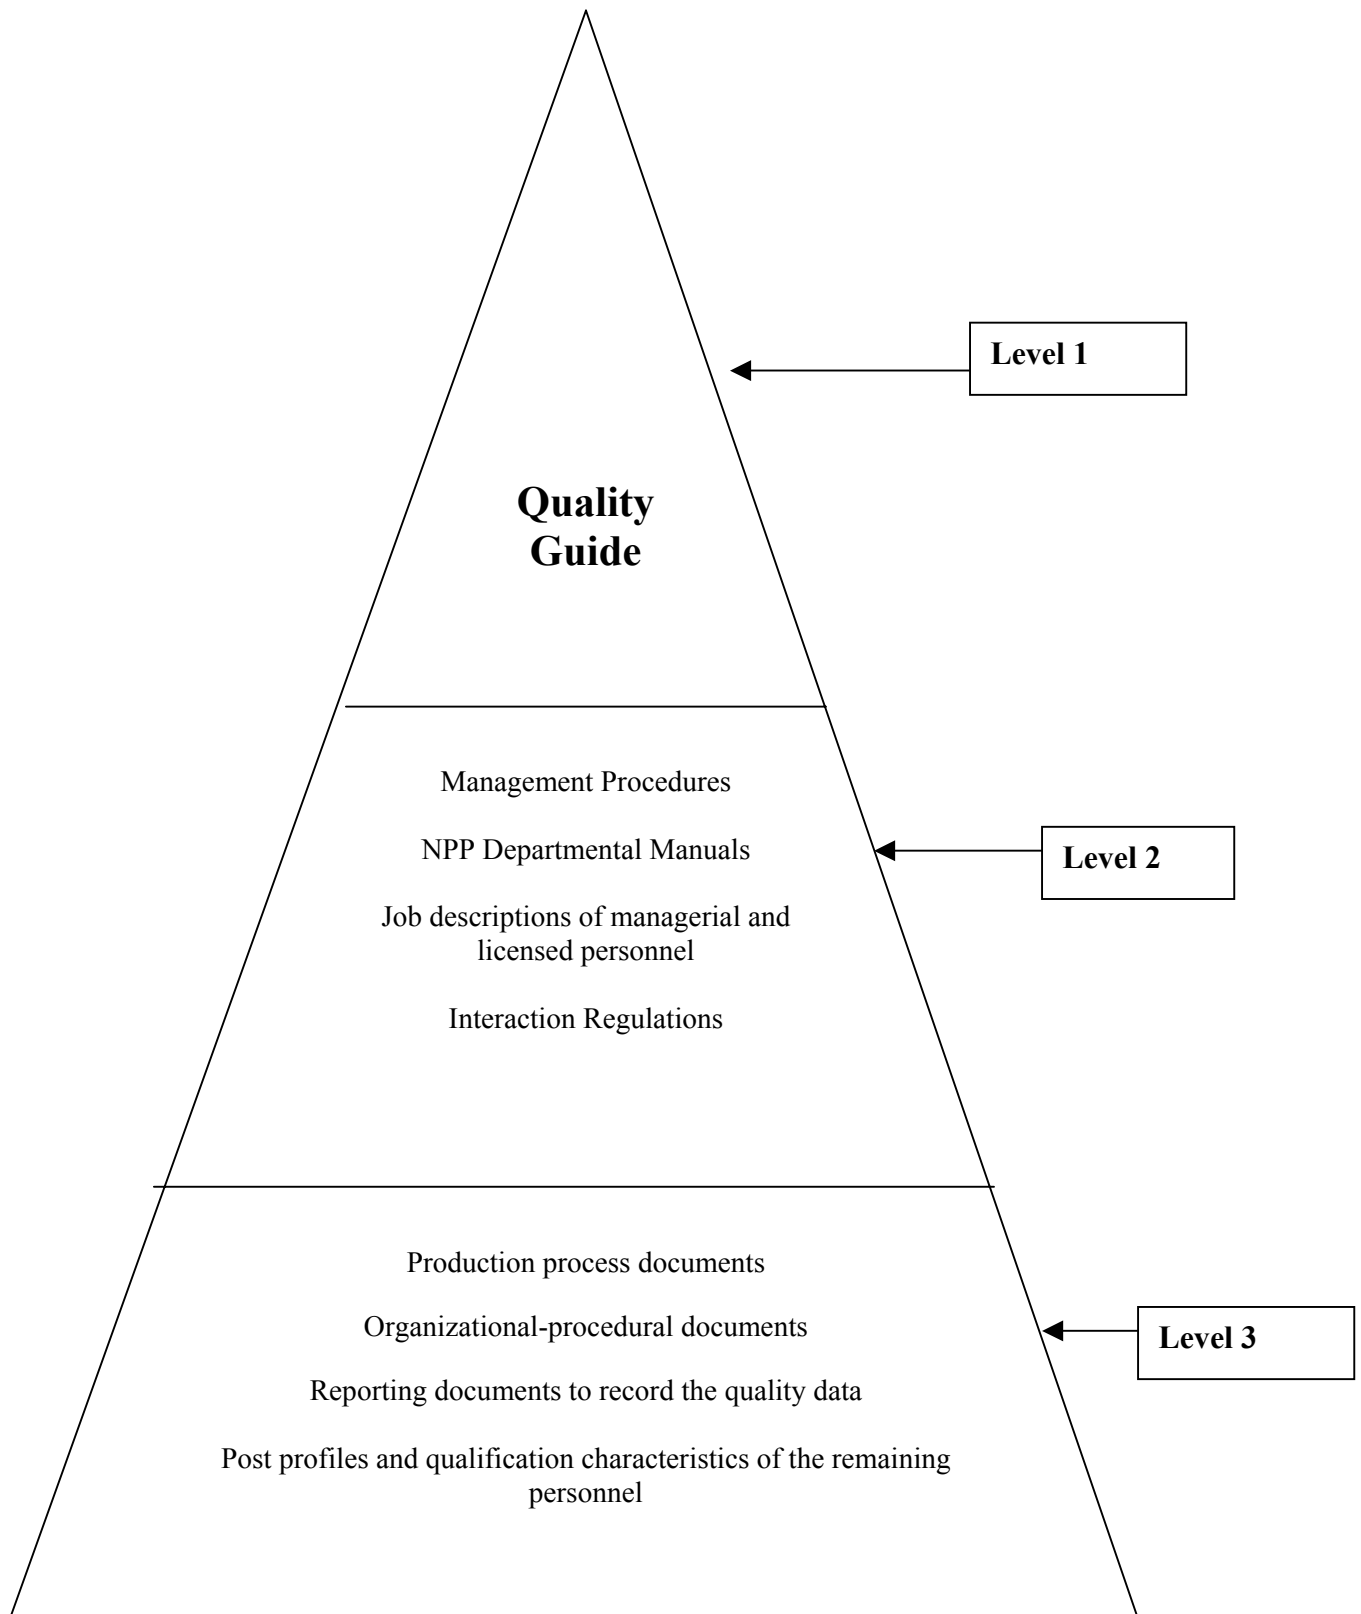 Level 1
Quality
Guide
Management Procedures
NPP Departmental Manuals
Level 2
Job descriptions of managerial and
licensed personnel
Interaction Regulations
Production process documents
Organizational-procedural documents
Level 3
Reporting documents to record the quality data
Post profiles and qualification characteristics of the remaining
personnel